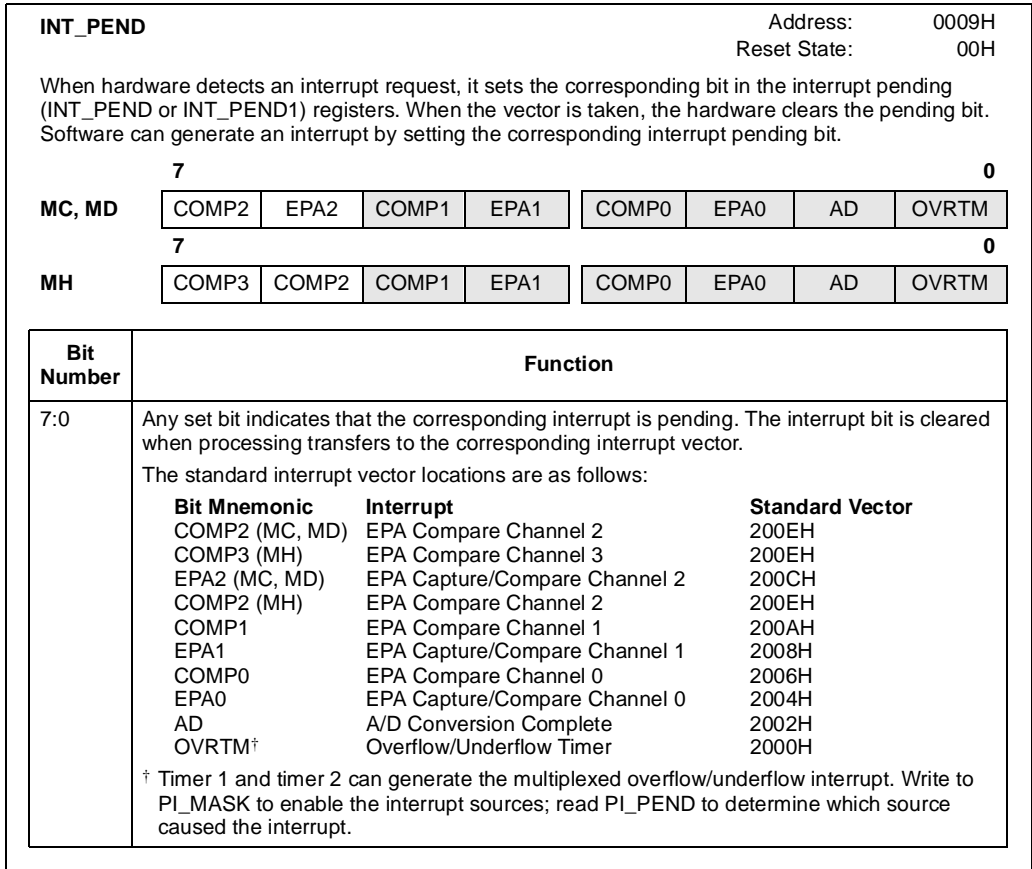 INT_PEND
Address: 0009H
Reset State: 00H
When hardware detects an interrupt request, it sets the corresponding bit in the interrupt pending
(INT_PEND or INT_PEND1) registers. When the vector is taken, the hardware clears the pending bit.
Software can generate an interrupt by setting the corresponding interrupt pending bit.
7 0
MC, MD COMP2 EPA2 COMP1 EPA1 COMP0 EPA0 AD OVRTM
7 0
MH COMP3 COMP2 COMP1 EPA1 COMP0 EPA0 AD OVRTM
Bit
Number
Function
7:0
Any set bit indicates that the corresponding interrupt is pending. The interrupt bit is cleared
when processing transfers to the corresponding interrupt vector.
The standard interrupt vector locations are as follows:
Bit Mnemonic Interrupt Standard Vector
COMP2 (MC, MD) EPA Compare Channel 2 200EH
COMP3 (MH) EPA Compare Channel 3 200EH
EPA2 (MC, MD) EPA Capture/Compare Channel 2 200CH
COMP2 (MH) EPA Compare Channel 2 200EH
COMP1 EPA Compare Channel 1 200AH
EPA1 EPA Capture/Compare Channel 1 2008H
COMP0 EPA Compare Channel 0 2006H
EPA0 EPA Capture/Compare Channel 0 2004H
AD A/D Conversion Complete 2002H
OVRTM† Overflow/Underflow Timer 2000H
† Timer 1 and timer 2 can generate the multiplexed overflow/underflow interrupt. Write to
PI_MASK to enable the interrupt sources; read PI_PEND to determine which source
caused the interrupt.